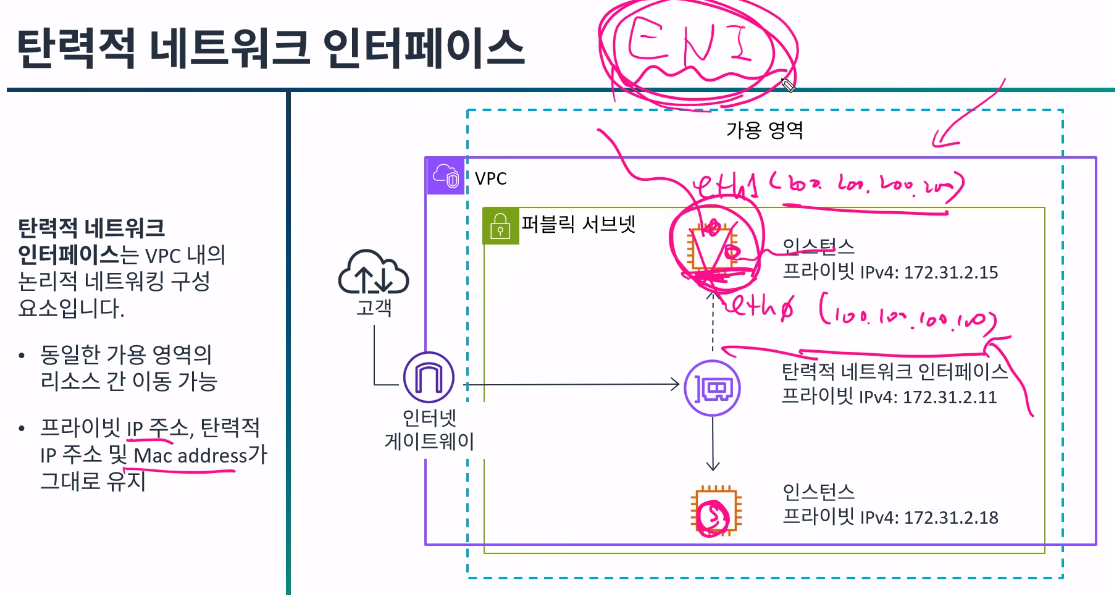 탄력적 네트워크 인터페이스
ENI
탄력적 네트워크
인터페이스는 VPC 내의
논리적 네트워킹 구성
요소입니다.
• 동일한 가용 영역의
리소스 간 이동 가능
• 프라이빗 IP 주소, 탄력적
IP 주소 및 Mac address가
그대로 유지
가용 영역
VPC
eth1 (200.200.200.200)
퍼블릭 서브넷
인스턴스
프라이빗 IPv4: 172.31.2.15
고객
eth0 (100.100.100.100)
탄력적 네트워크 인터페이스
프라이빗 IPv4: 172.31.2.11
인터넷
게이트웨이
인스턴스
프라이빗 IPv4: 172.31.2.18